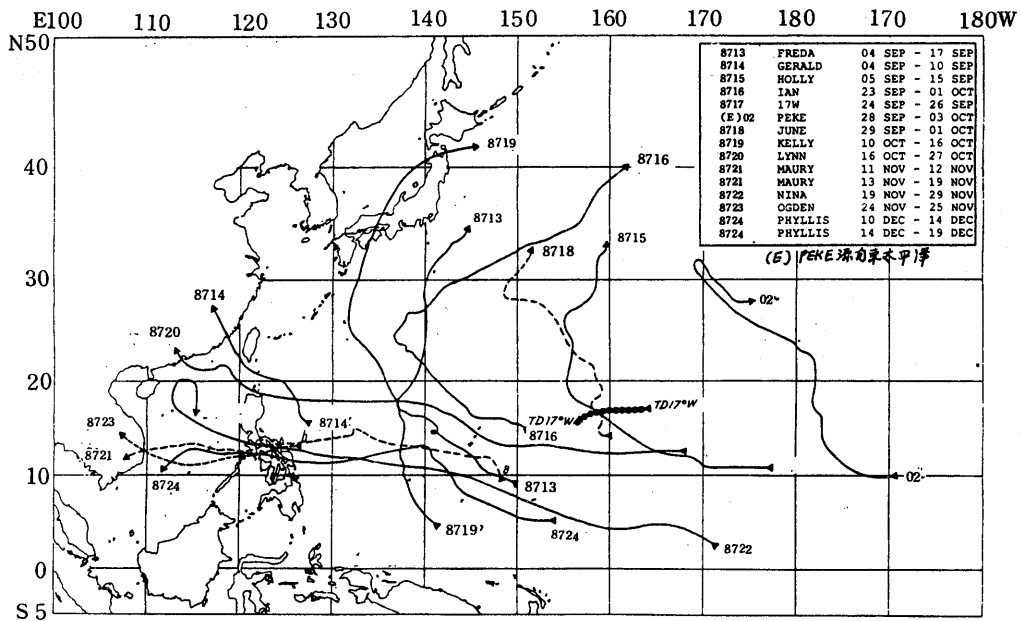 E100 110 120 130 140 150 160 170 180W
N50
8713 FREDA 04 SEP - 17 SEP
8714 GERALD 04 SEP - 10 SEP
8715 HOLLY 05 SEP - 15 SEP
8716 IAN 23 SEP - 01 OCT
8717 17W 24 SEP - 26 SEP
(E)02 PEKE 28 SEP - 03 OCT
8718 JUNE 29 SEP - 01 OCT
8719 KELLY 10 OCT - 16 OCT
8720 LYNN 16 OCT - 27 OCT
8721 MAURY 11 NOV - 12 NOV
8721 MAURY 13 NOV - 19 NOV
8722 NINA 19 NOV - 29 NOV
8723 OGDEN 24 NOV - 25 NOV
8724 PHYLLIS 10 DEC - 14 DEC
8724 PHYLLIS 14 DEC - 19 DEC
(E) PEKE 源自東太平洋
8719
40
8716
8713
8715
8718
30
8714
02
8720
20
TD17°W TD17°W
8723
8714
8716
8721
10
8724
8713
02
8719
8724
8722
0
S 5